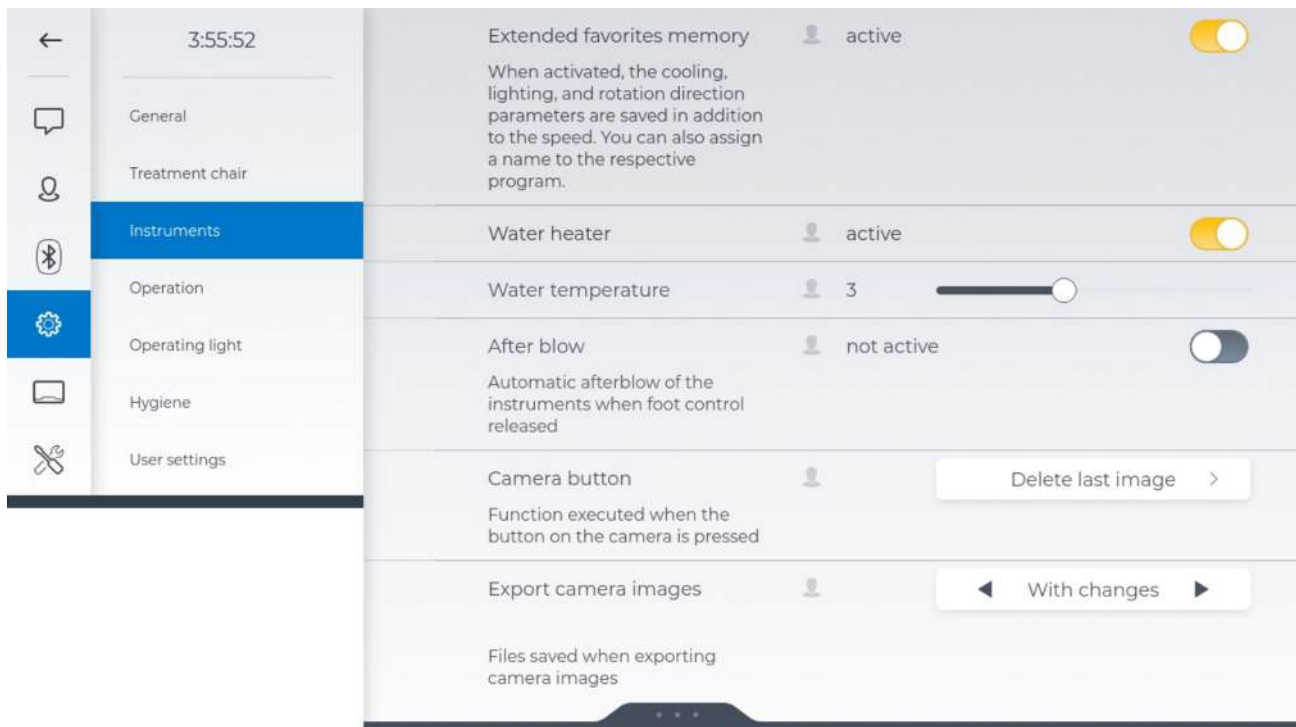 3:55:52
General
Treatment chair
Instruments
Operation
Operating light
Hygiene
User settings
Extended favorites memory
active
When activated, the cooling,
lighting, and rotation direction
parameters are saved in addition
to the speed. You can also assign
a name to the respective
program.
Water heater
active
Water temperature
3
After blow
not active
Automatic afterblow of the
instruments when foot control
released
Camera button
Delete last image
Function executed when the
button on the camera is pressed
Export camera images
With changes
Files saved when exporting
camera images